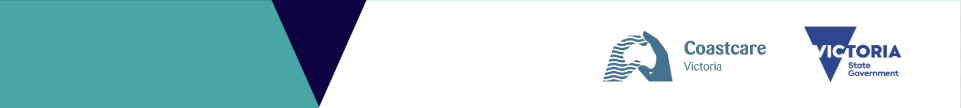 Coastcare
Victoria
VICTORIA
State
Government